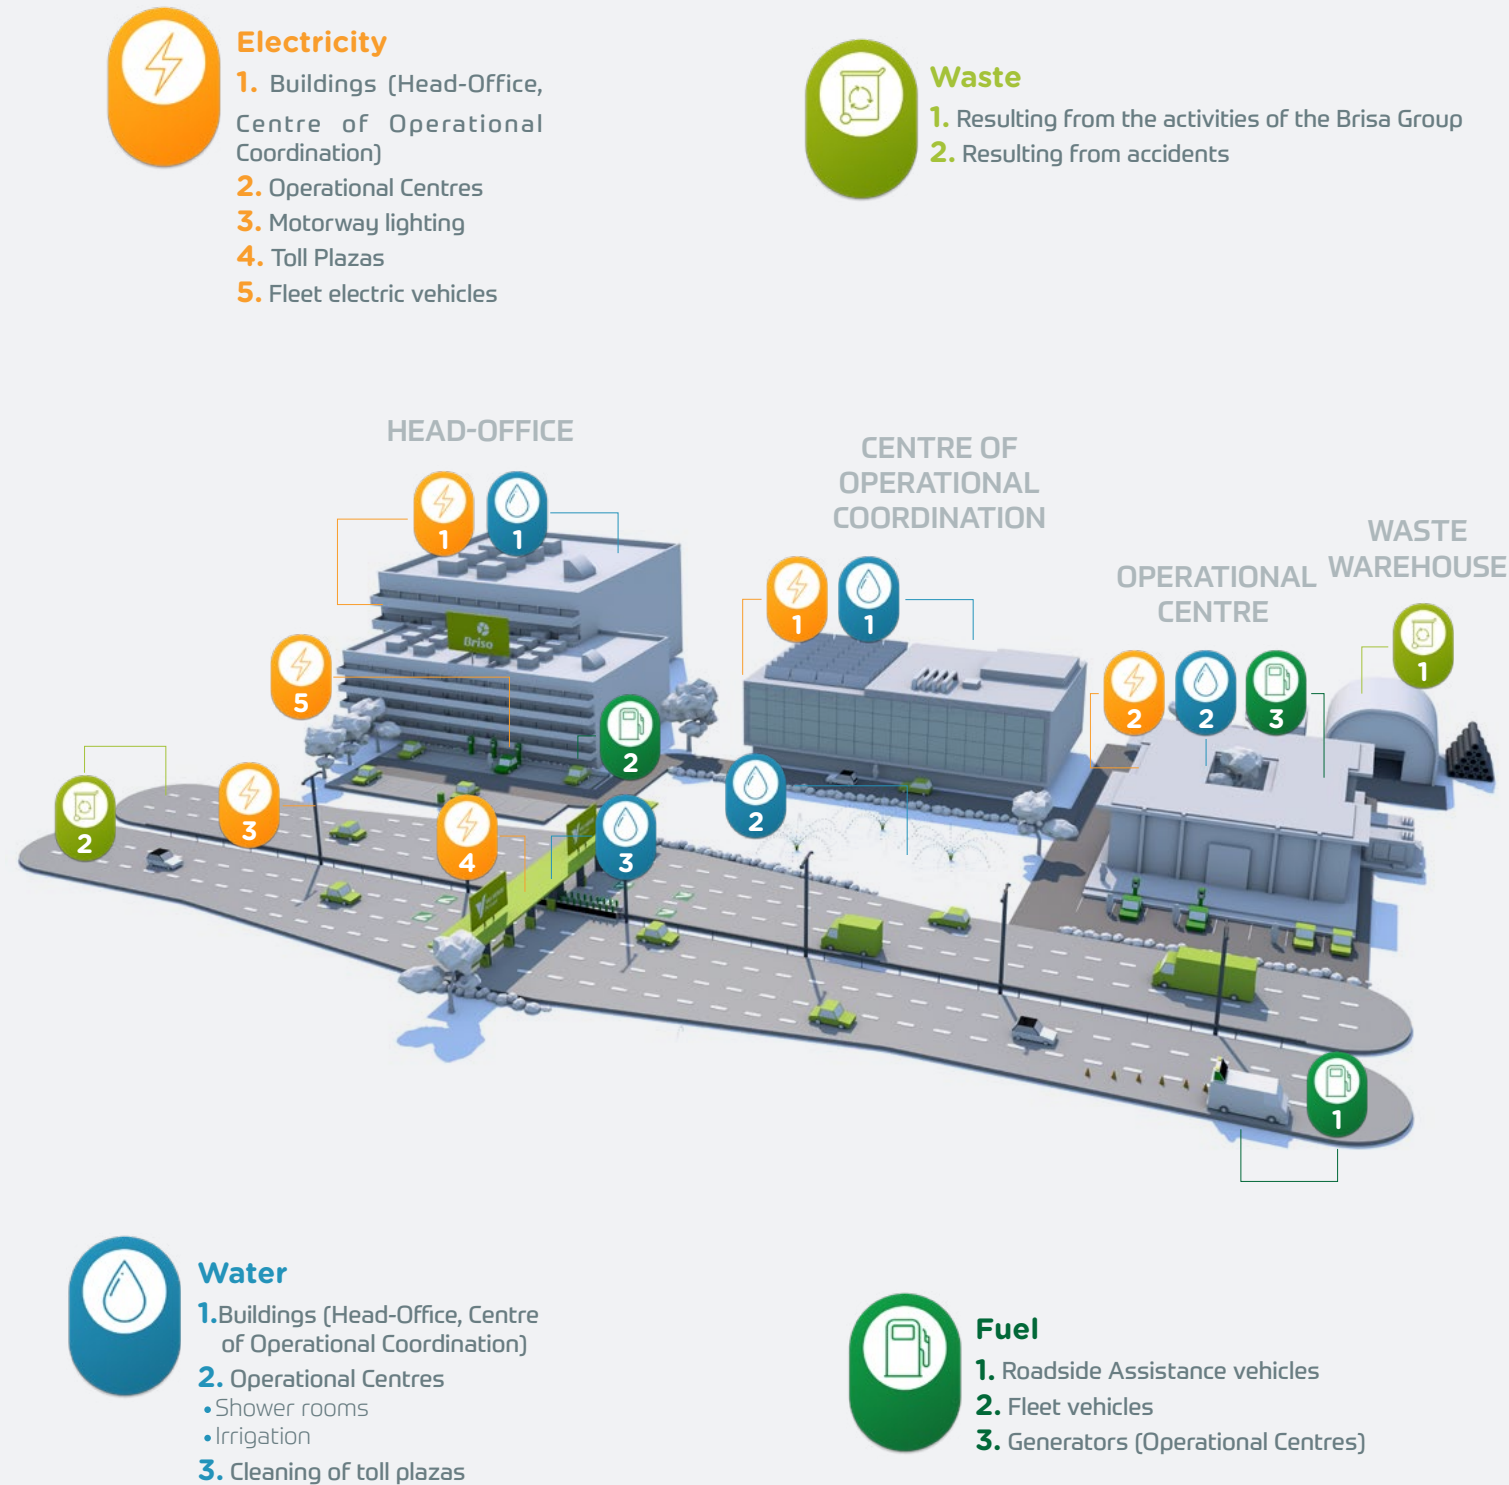 Electricity
1. Buildings (Head-Office,
Centre of Operational
Coordination)
2. Operational Centres
3. Motorway lighting
4. Toll Plazas
5. Fleet electric vehicles
Waste
1. Resulting from the activities of the Brisa Group
2. Resulting from accidents
HEAD-OFFICE
1
1
CENTRE OF
OPERATIONAL
COORDINATION
1
1
WASTE
WAREHOUSE
1
OPERATIONAL
CENTRE
2
2
3
Brisa
5
2
2
3
4
3
2
1
Water
1.Buildings (Head-Office, Centre
of Operational Coordination)
2. Operational Centres
•Shower rooms
•Irrigation
3. Cleaning of toll plazas
Fuel
1. Roadside Assistance vehicles
2. Fleet vehicles
3. Generators (Operational Centres)